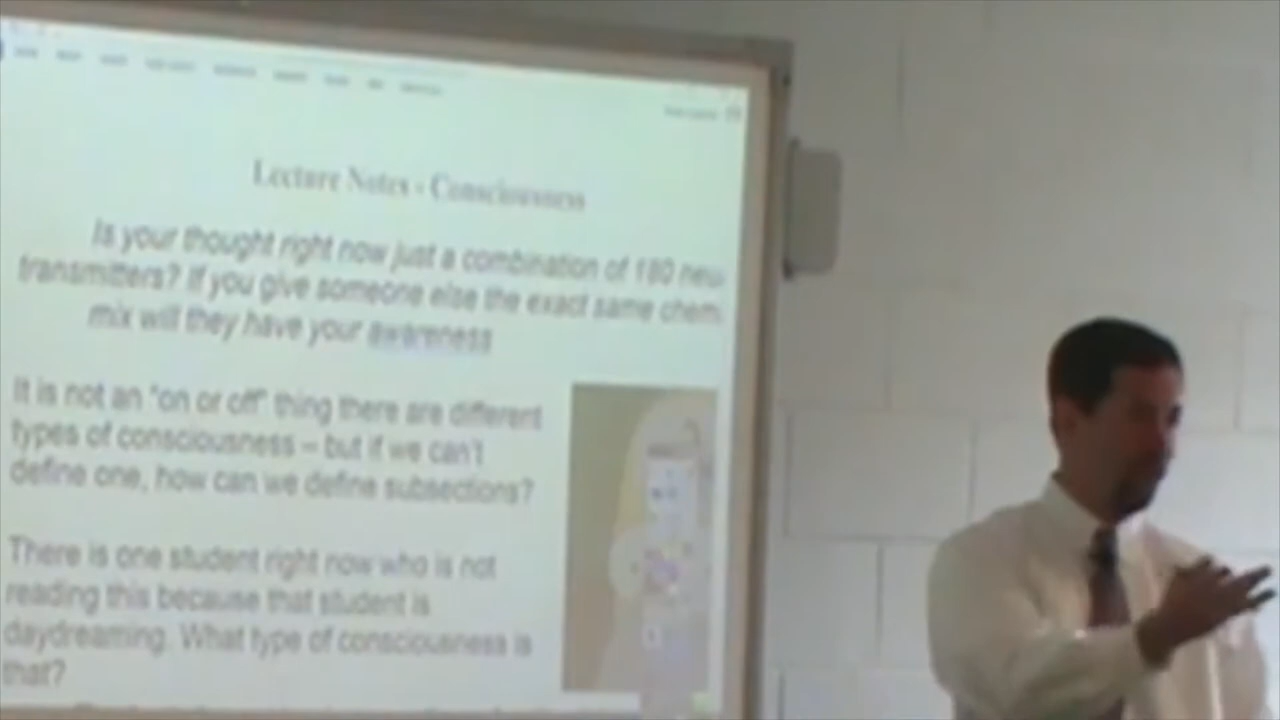 Lecture Notes - Consciousness
Is your thought right now just a combination of 180 neu
transmitters? If you give someone else the exact same chem
mix will they have your awareness
It is not an "on or off" thing there are different
types of consciousness – but if we can't
define one, how can we define subsections?
There is one student right now who is not
reading this because that student is
daydreaming. What type of consciousness is
that?